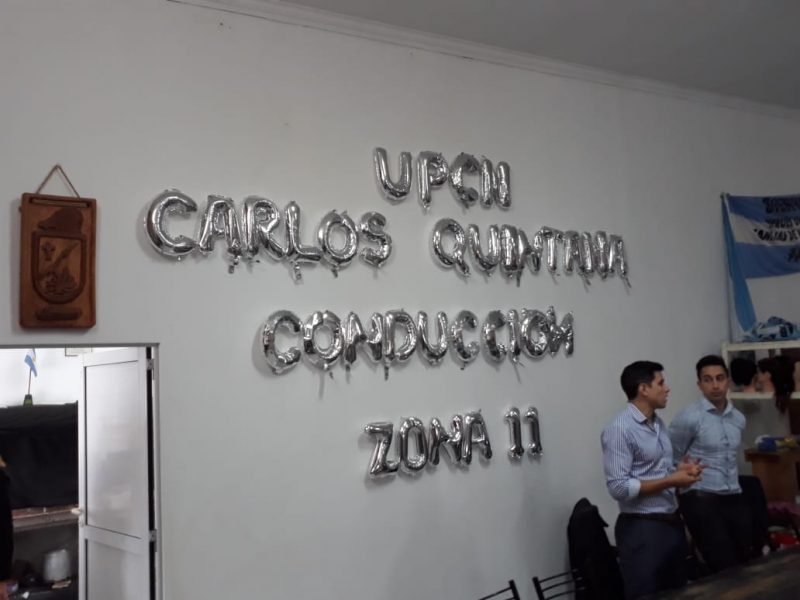 UPCN
CARLOS QUINTANA
CONDUCCION
ZONA 11